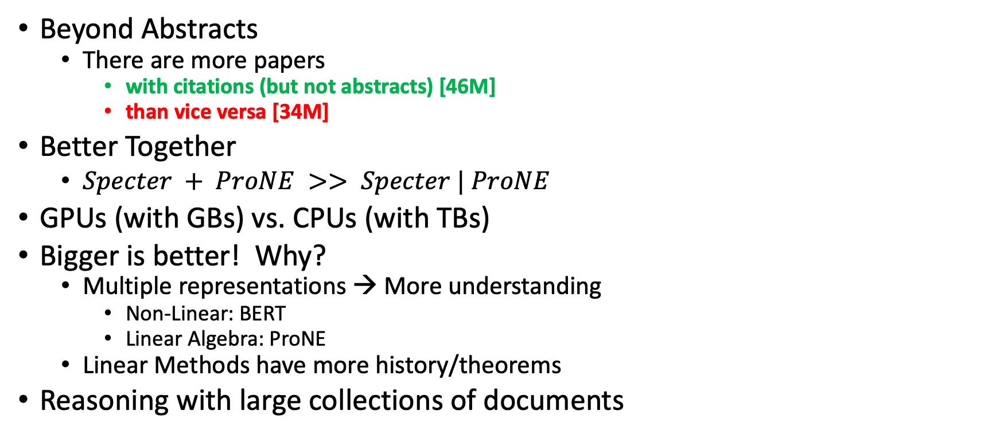 • Beyond Abstracts
• There are more papers
• with citations (but not abstracts) [46M]
• than vice versa [34M]
• Better Together
• Specter + ProNE >> Specter | ProNE
• GPUs (with GBs) vs. CPUs (with TBs)
• Bigger is better!  Why?
• Multiple representations → More understanding
• Non-Linear: BERT
• Linear Algebra: ProNE
• Linear Methods have more history/theorems
• Reasoning with large collections of documents